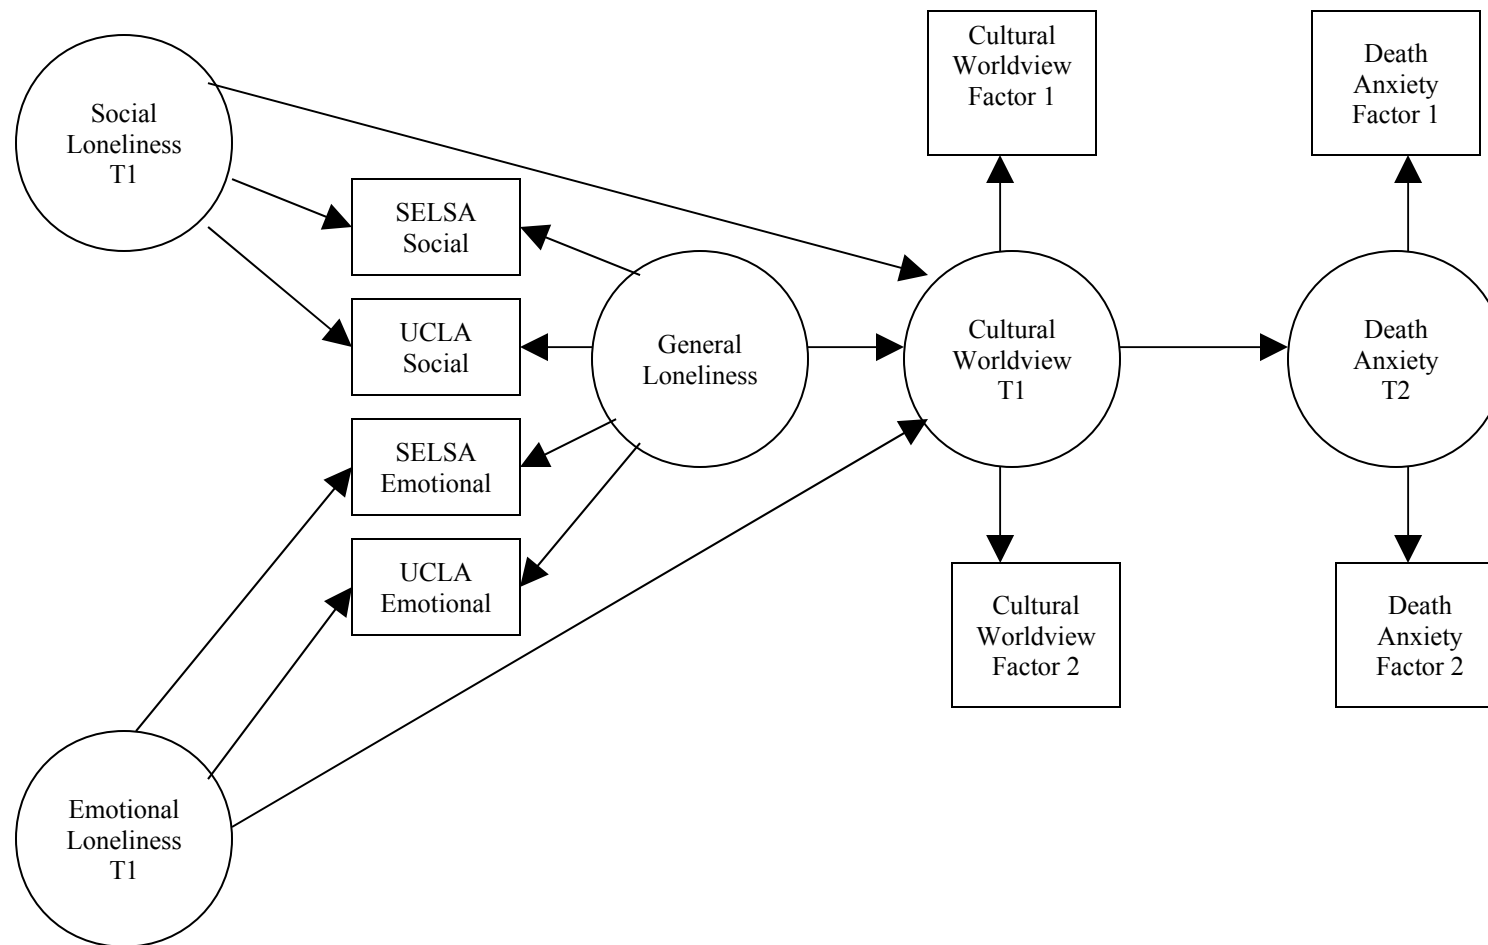 Social
Loneliness
T1
SELSA
Social
UCLA
Social
SELSA
Emotional
UCLA
Emotional
Emotional
Loneliness
T1
General
Loneliness
Cultural
Worldview
Factor 1
Cultural
Worldview
T1
Cultural
Worldview
Factor 2
Death
Anxiety
Factor 1
Death
Anxiety
T2
Death
Anxiety
Factor 2